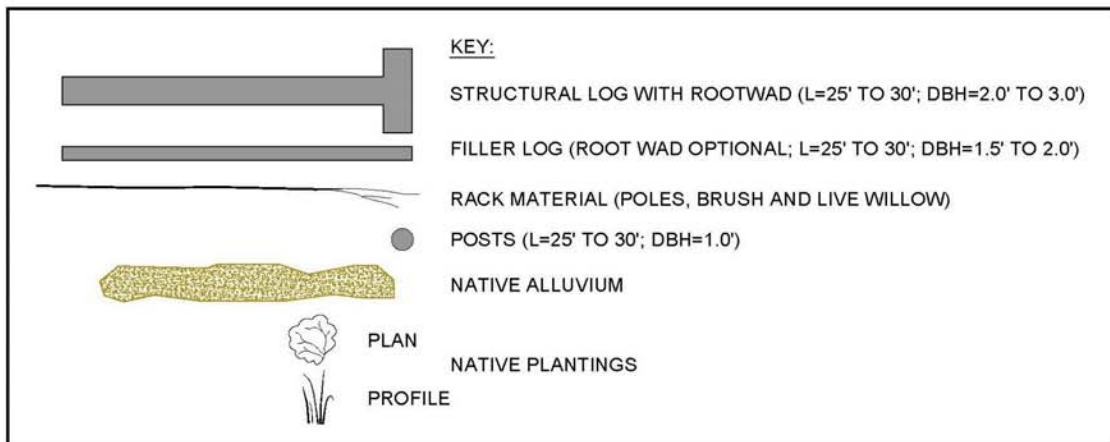 KEY:
STRUCTURAL LOG WITH ROOTWAD (L=25' TO 30'; DBH=2.0' TO 3.0')
FILLER LOG (ROOT WAD OPTIONAL; L=25' TO 30'; DBH=1.5' TO 2.0')
RACK MATERIAL (POLES, BRUSH AND LIVE WILLOW)
POSTS (L=25' TO 30'; DBH=1.0')
NATIVE ALLUVIUM
PLAN
NATIVE PLANTINGS
PROFILE